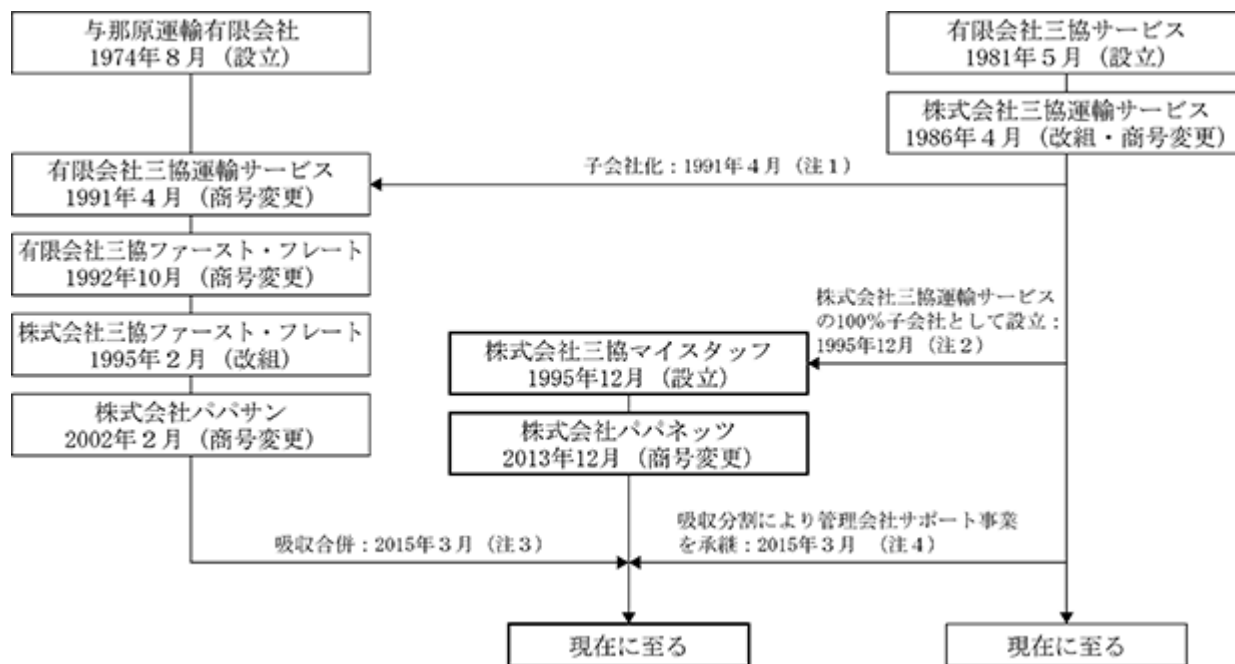 与那原運輸有限会社
1974年８月（設立）
有限会社三協サービス
1981年５月（設立）
株式会社三協運輸サービス
1986年４月（改組・商号変更）
有限会社三協運輸サービス
1991年４月（商号変更）
子会社化：1991年４月（注１）
有限会社三協ファースト・フレート
1992年10月（商号変更）
株式会社三協ファースト・フレート
1995年２月（改組）
株式会社三協運輸サービス
の100％子会社として設立：
1995年12月（注２）
株式会社三協マイスタッフ
1995年12月（設立）
株式会社パパサン
2002年２月（商号変更）
株式会社パパネッツ
2013年12月（商号変更）
吸収合併：2015年３月（注３）
吸収分割により管理会社サポート事業
を承継：2015年３月　（注４）
現在に至る
現在に至る